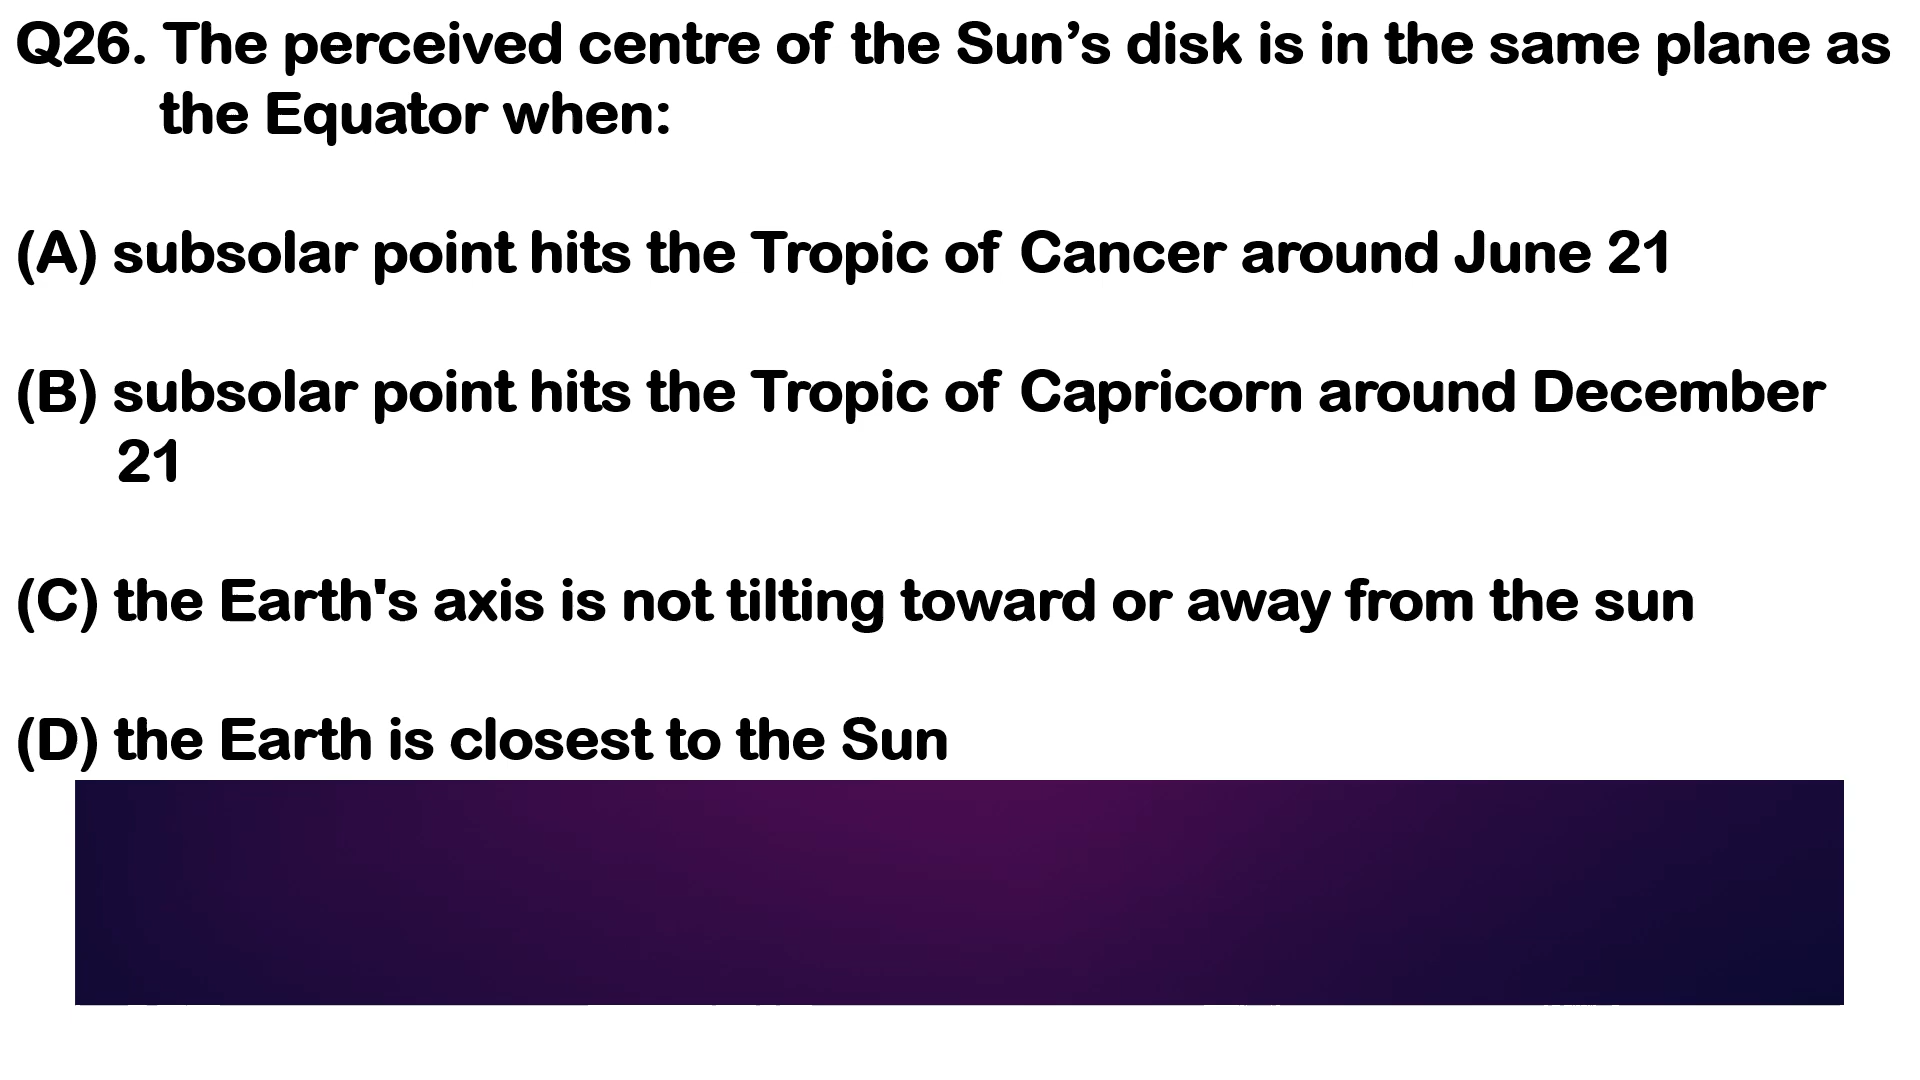 Q26. The perceived centre of the Sun’s disk is in the same plane as
the Equator when:
(A) subsolar point hits the Tropic of Cancer around June 21
(B) subsolar point hits the Tropic of Capricorn around December
21
(C) the Earth's axis is not tilting toward or away from the sun
(D) the Earth is closest to the Sun